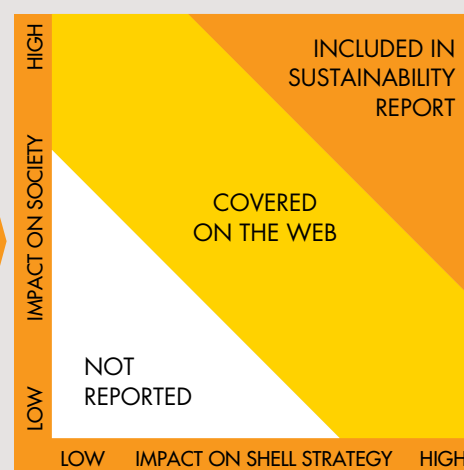 HIGH
IMPACT ON SOCIETY
LOW
INCLUDED IN
SUSTAINABILITY
REPORT
COVERED
ON THE WEB
NOT
REPORTED
LOW
IMPACT ON SHELL STRATEGY
HIGH